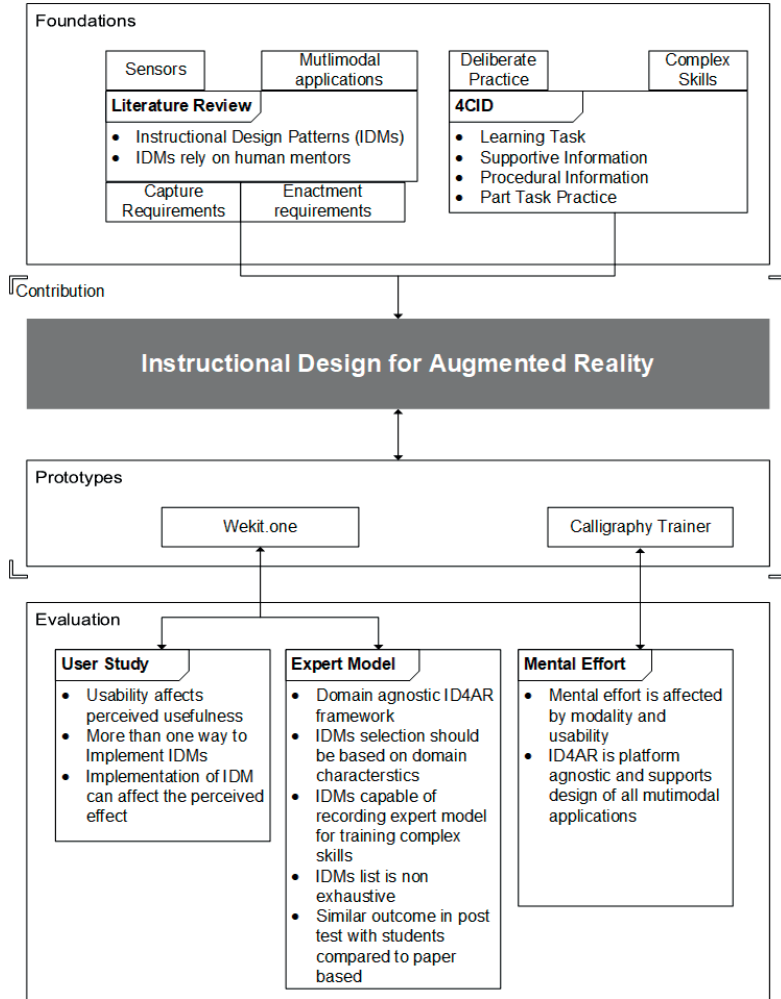 Foundations
Sensors
Mutlimodal
applications
Literature Review
• Instructional Design Patterns (IDMs)
• IDMs rely on human mentors
Capture
Requirements
Enactment
requirements
Deliberate
Practice
Complex
Skills
4CID
• Learning Task
• Supportive Information
• Procedural Information
• Part Task Practice
Contribution
Instructional Design for Augmented Reality
Prototypes
Wekit.one
Calligraphy Trainer
Evaluation
User Study
• Usability affects
perceived usefulness
• More than one way to
Implement IDMs
• Implementation of IDM
can affect the perceived
effect
Expert Model
• Domain agnostic ID4AR
framework
• IDMs selection should
be based on domain
characterstics
• IDMs capable of
recording expert model
for training complex
skills
• IDMs list is non
exhaustive
• Similar outcome in post
test with students
compared to paper
based
Mental Effort
• Mental effort is affected
by modality and
usability
• ID4AR is platform
agnostic and supports
design of all mutimodal
applications